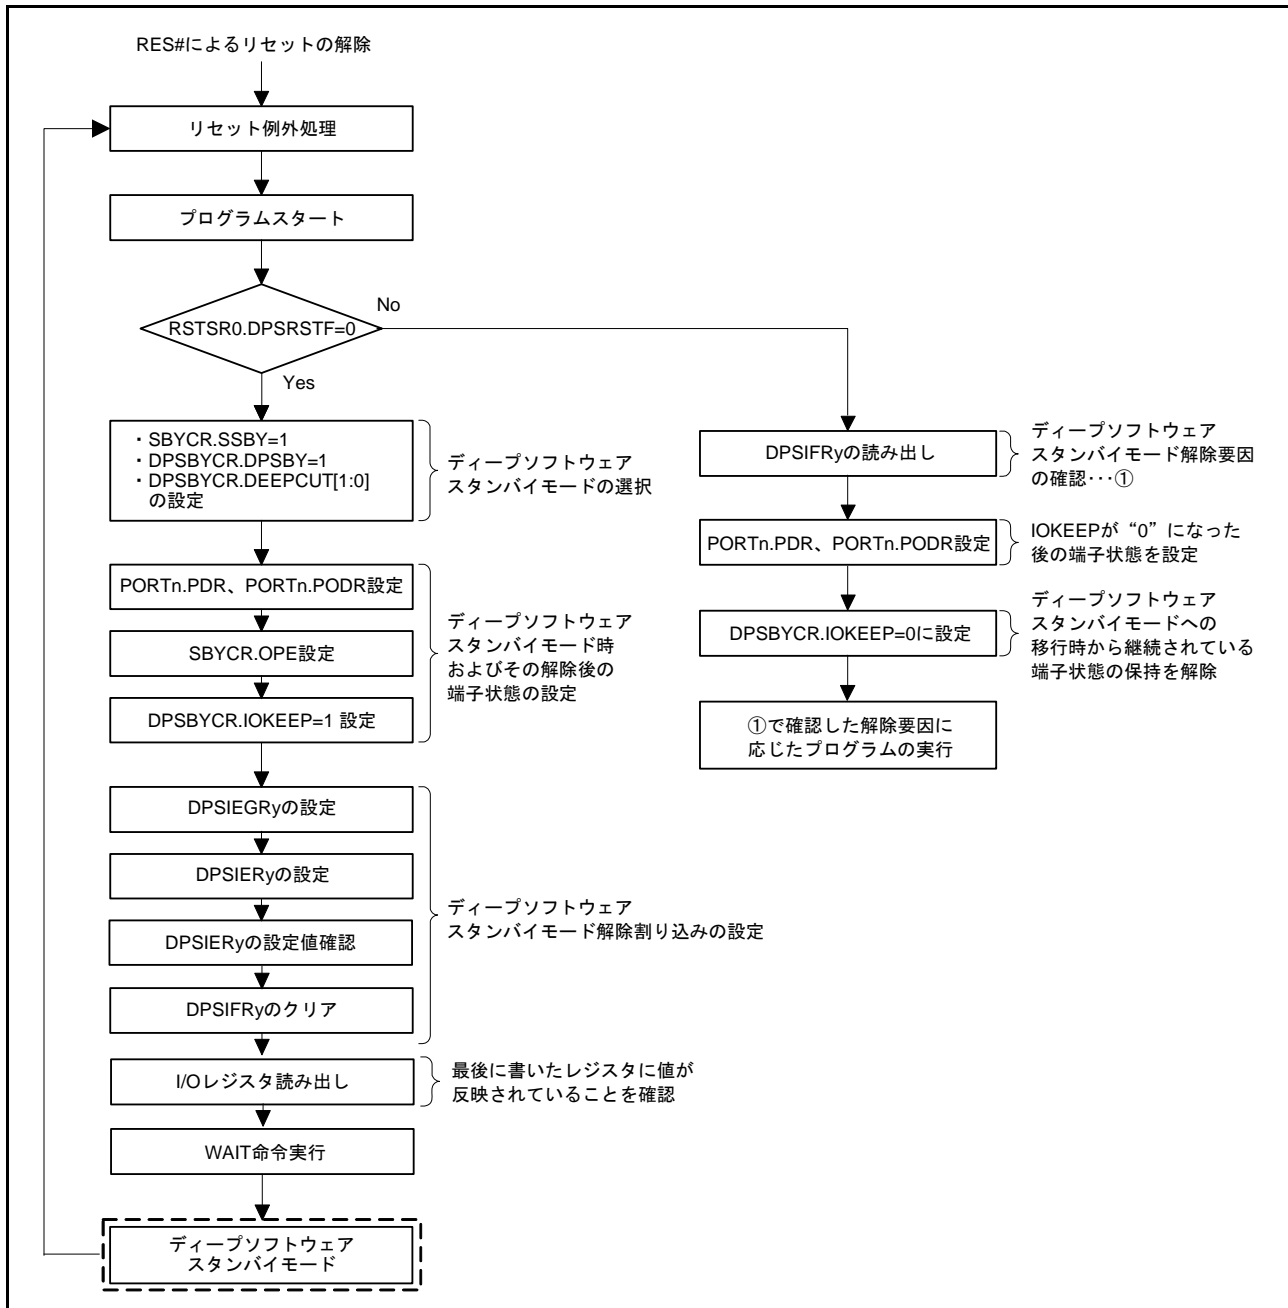 RES#によるリセットの解除
リセット例外処理
プログラムスタート
RSTSR0.DPSRSTF=0
No
Yes
・SBYCR.SSBY=1
・DPSBYCR.DPSBY=1
・DPSBYCR.DEEPCUT[1:0]
の設定
ディープソフトウェア
スタンバイモードの選択
PORTn.PDR、PORTn.PODR設定
SBYCR.OPE設定
DPSBYCR.IOKEEP=1 設定
ディープソフトウェア
スタンバイモード時
およびその解除後の
端子状態の設定
DPSIEGRyの設定
DPSIERyの設定
DPSIERyの設定値確認
DPSIFRyのクリア
ディープソフトウェア
スタンバイモード解除割り込みの設定
I/Oレジスタ読み出し
最後に書いたレジスタに値が
反映されていることを確認
WAIT命令実行
ディープソフトウェア
スタンバイモード
DPSIFRyの読み出し
ディープソフトウェア
スタンバイモード解除要因
の確認･･･①
PORTn.PDR、PORTn.PODR設定
IOKEEPが“0”になった
後の端子状態を設定
DPSBYCR.IOKEEP=0に設定
ディープソフトウェア
スタンバイモードへの
移行時から継続されている
端子状態の保持を解除
①で確認した解除要因に
応じたプログラムの実行